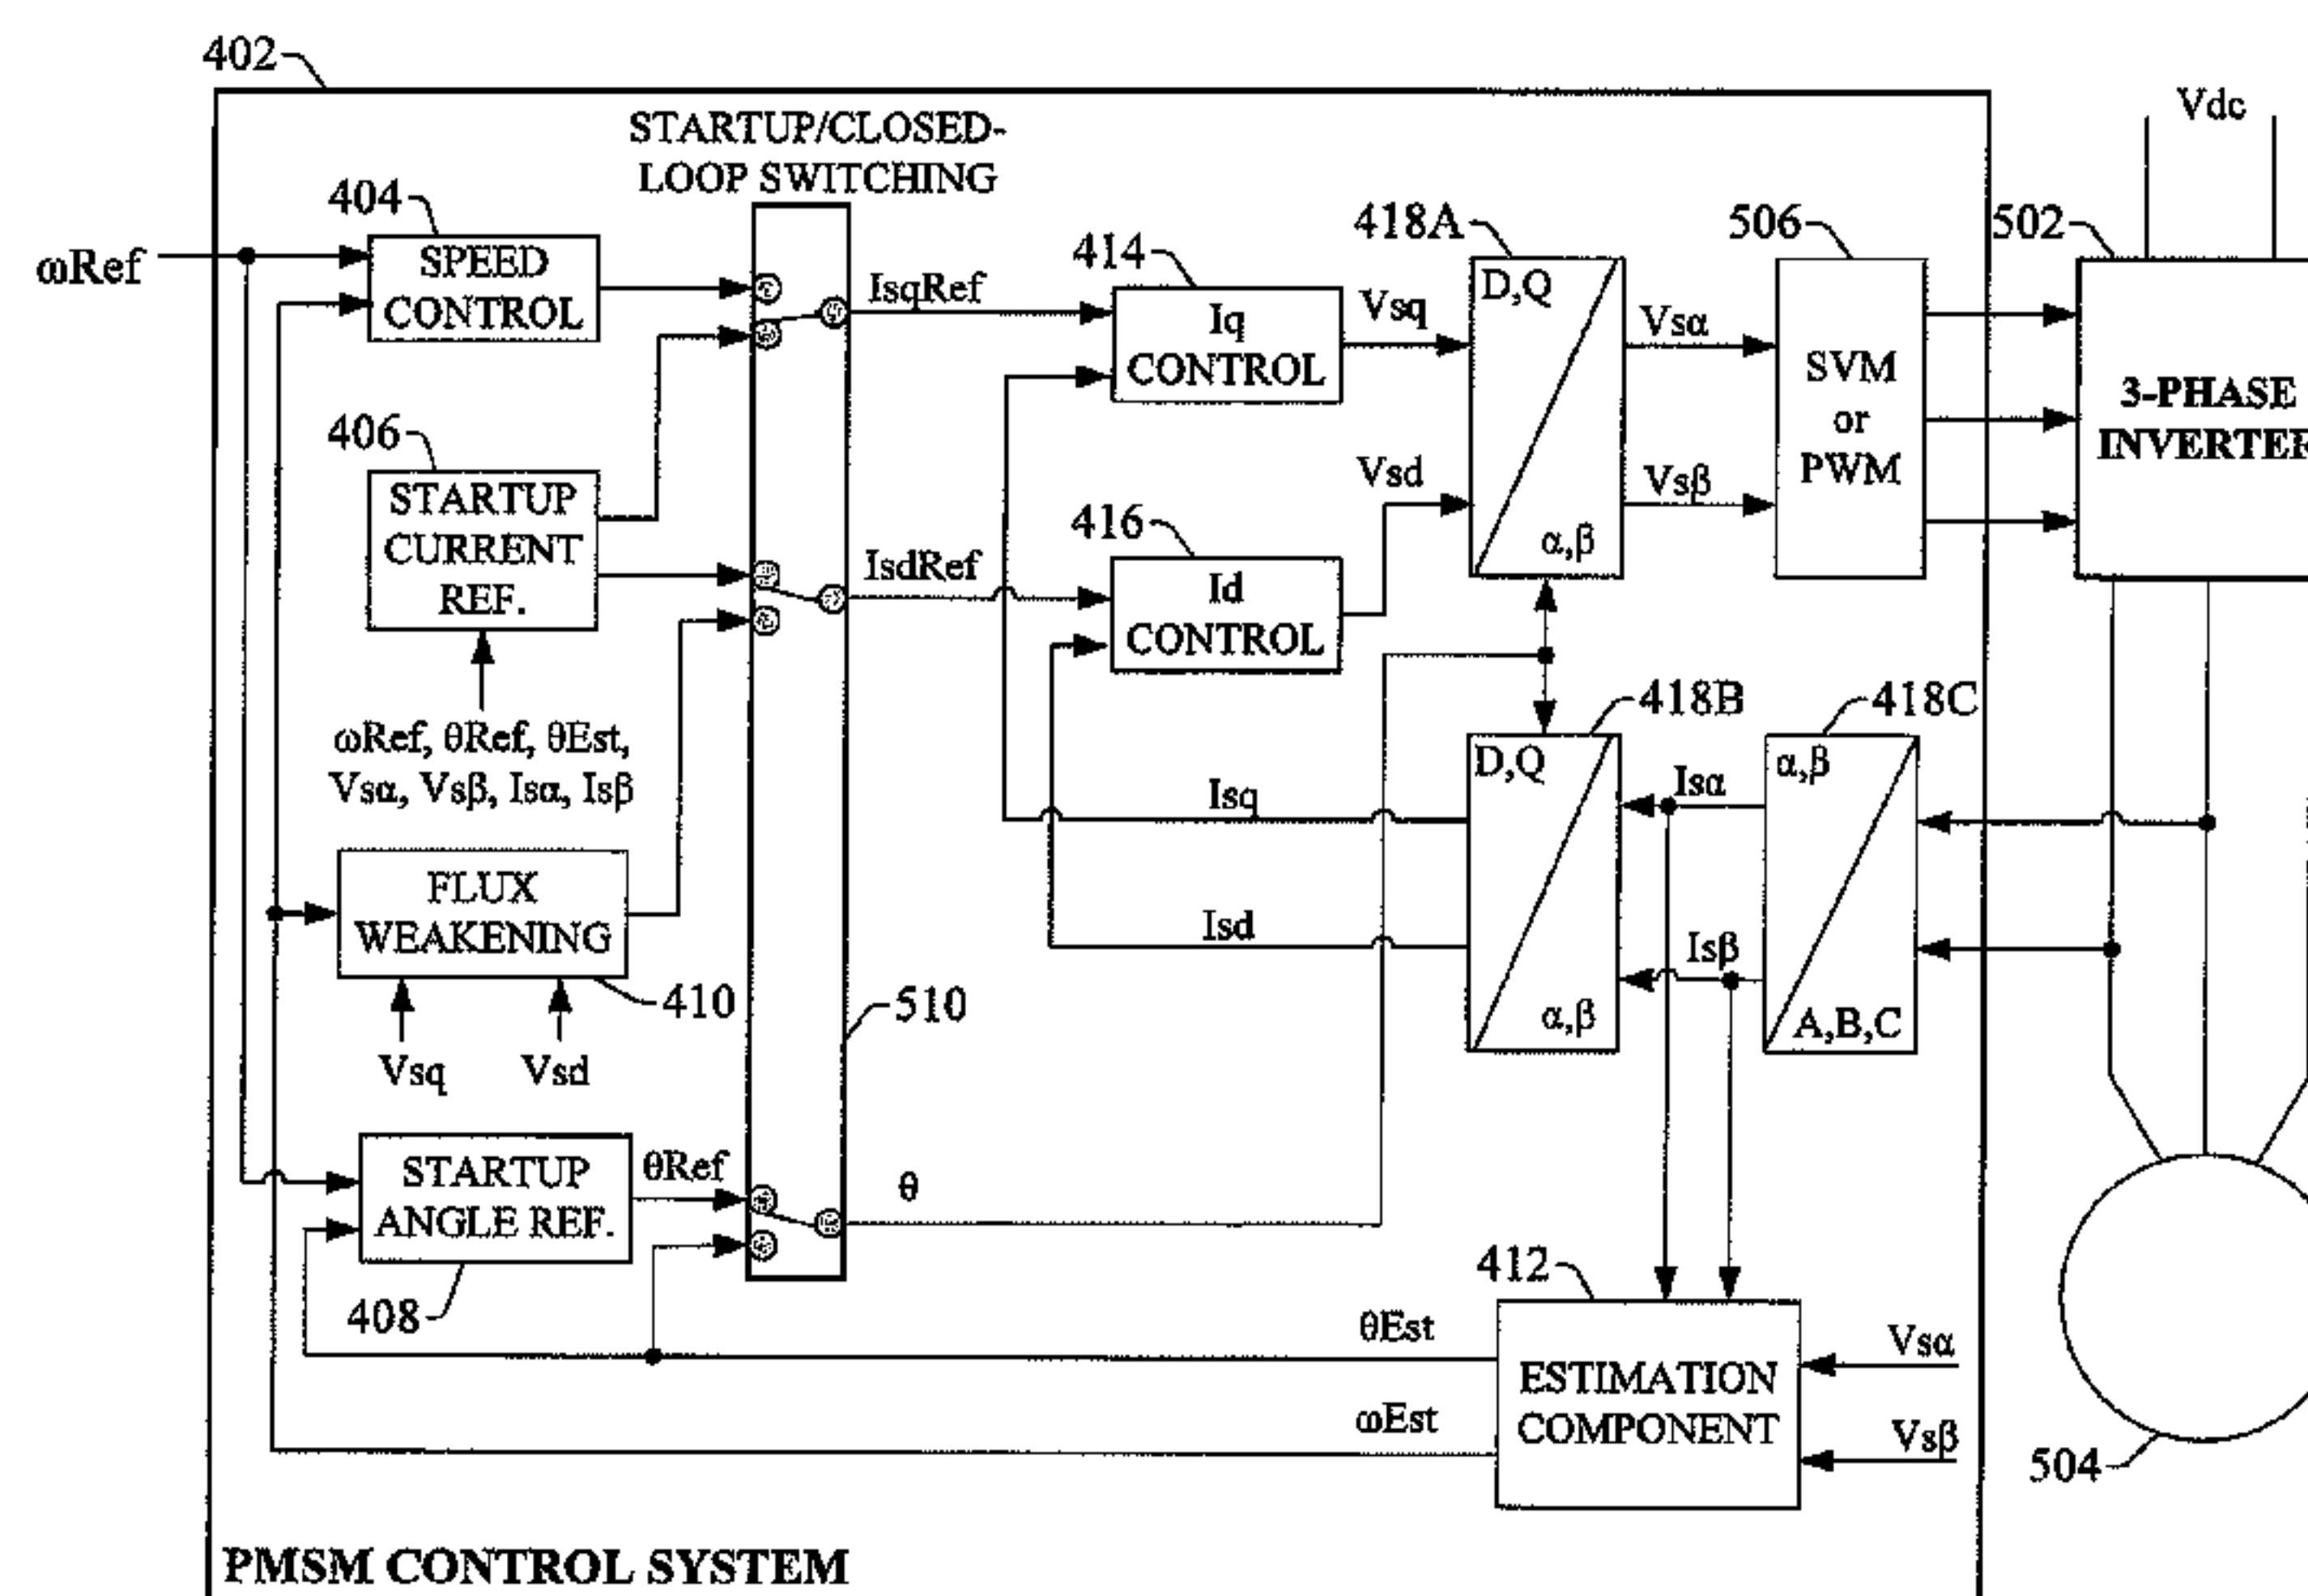 402
Vdc
STARTUP/CLOSED-
LOOP SWITCHING
404
418A
506
502
ωRef
SPEED
CONTROL
414
IsqRef
Iq
CONTROL
Vsq
D,Q
α,β
Vsα
Vsβ
SVM
or
PWM
3-PHASE
INVERTER
406
STARTUP
CURRENT
REF.
IsdRef
416
Id
CONTROL
Vsd
ωRef, θRef, θEst,
Vsα, Vsβ, Isα, Isβ
418B
418C
D,Q
α,β
Isα
Isβ
α,β
A,B,C
Isq
Isd
FLUX
WEAKENING
410
510
Vsq
Vsd
STARTUP
ANGLE REF.
θRef
θ
408
412
θEst
ωEst
ESTIMATION
COMPONENT
Vsα
Vsβ
504
PMSM CONTROL SYSTEM